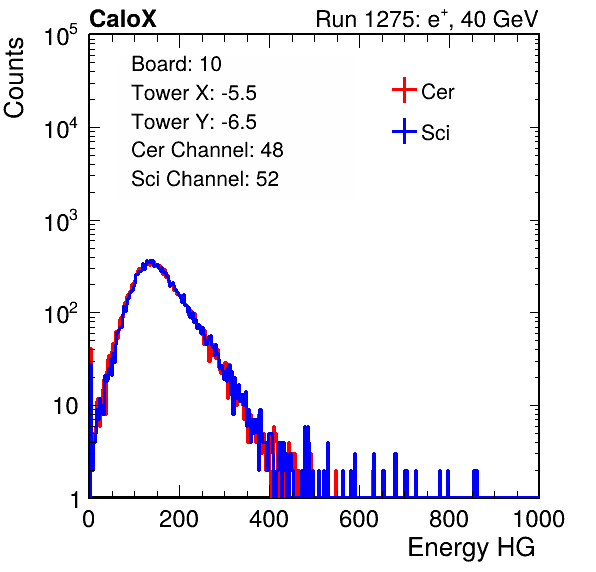 CaloX Run 1275: e+, 40 GeV
Counts
Board: 10
Tower X: -5.5
Tower Y: -6.5
Cer Channel: 48
Sci Channel: 52
Cer
Sci
10^5
10^4
10^3
10^2
10
1
0 200 400 600 800 1000
Energy HG